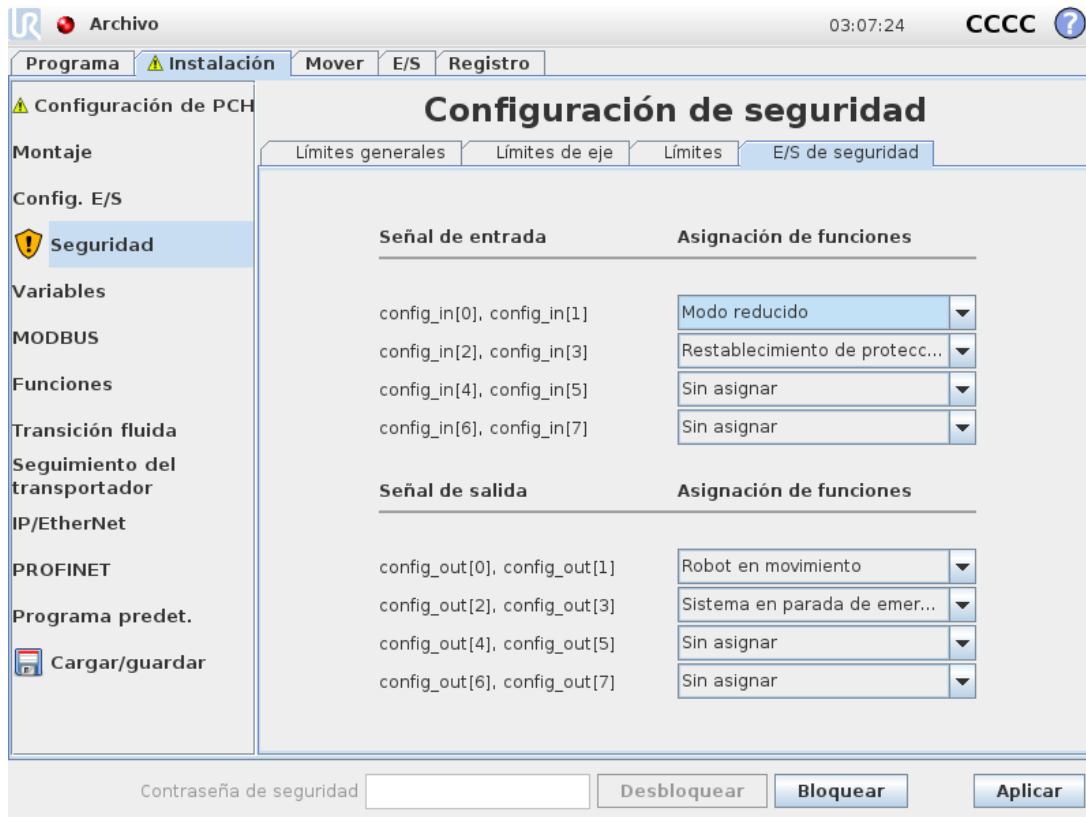 UR Archivo 03:07:24 CCCC ?
Programa Instalación Mover E/S Registro
Configuración de PCH
Montaje
Config. E/S
Seguridad
Variables
MODBUS
Funciones
Transición fluida
Seguimiento del
transportador
IP/EtherNet
PROFINET
Programa predet.
Cargar/guardar
Configuración de seguridad
Límites generales Límites de eje Límites E/S de seguridad
Señal de entrada Asignación de funciones
config_in[0], config_in[1] Modo reducido
config_in[2], config_in[3] Restablecimiento de protecc...
config_in[4], config_in[5] Sin asignar
config_in[6], config_in[7] Sin asignar
Señal de salida Asignación de funciones
config_out[0], config_out[1] Robot en movimiento
config_out[2], config_out[3] Sistema en parada de emer...
config_out[4], config_out[5] Sin asignar
config_out[6], config_out[7] Sin asignar
Contraseña de seguridad Desbloquear Bloquear Aplicar